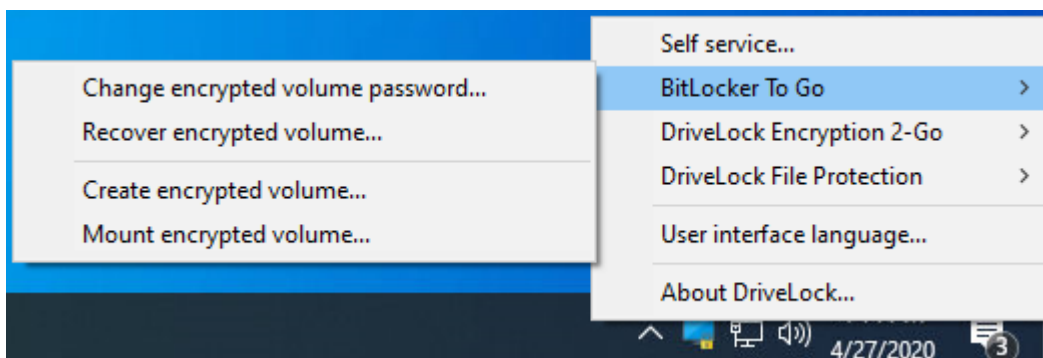 Self service...
BitLocker To Go
DriveLock Encryption 2-Go
DriveLock File Protection
User interface language...
About DriveLock...
Change encrypted volume password...
Recover encrypted volume...
Create encrypted volume...
Mount encrypted volume...
4/27/2020
3